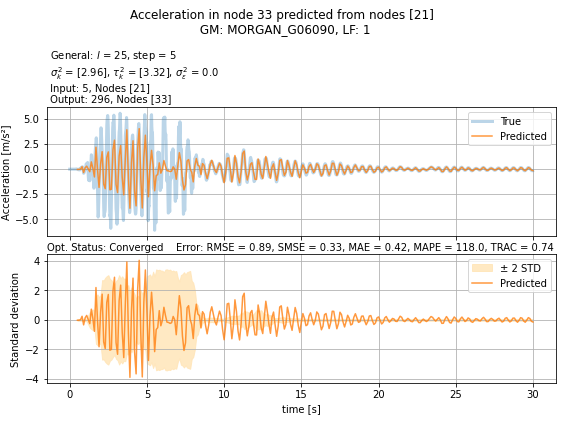 Acceleration in node 33 predicted from nodes [21]
GM: MORGAN_G06090, LF: 1
General: l = 25, step = 5
σ²ₖ = [2.96], τ²ₖ = [3.32], σ²ε = 0.0
Input: 5, Nodes [21]
Output: 296, Nodes [33]
Acceleration [m/s²]
5.0
2.5
0.0
−2.5
−5.0
True
Predicted
Opt. Status: Converged Error: RMSE = 0.89, SMSE = 0.33, MAE = 0.42, MAPE = 118.0, TRAC = 0.74
Standard deviation
4
2
0
−2
−4
± 2 STD
Predicted
0 5 10 15 20 25 30
time [s]